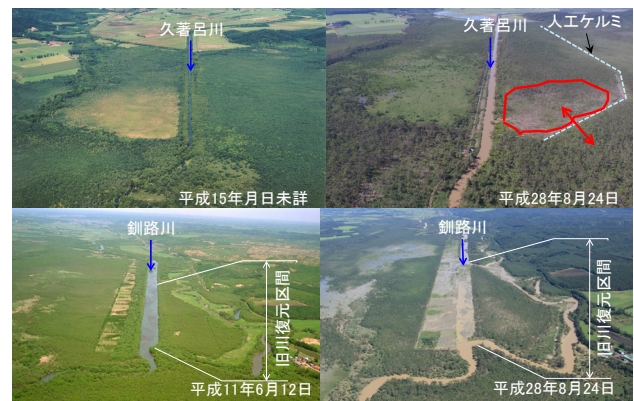 久著呂川
平成15年月日未詳
久著呂川
人工ケルミ
平成28年8月24日
釧路川
旧川復元区間
平成11年6月12日
釧路川
旧川復元区間
平成28年8月24日